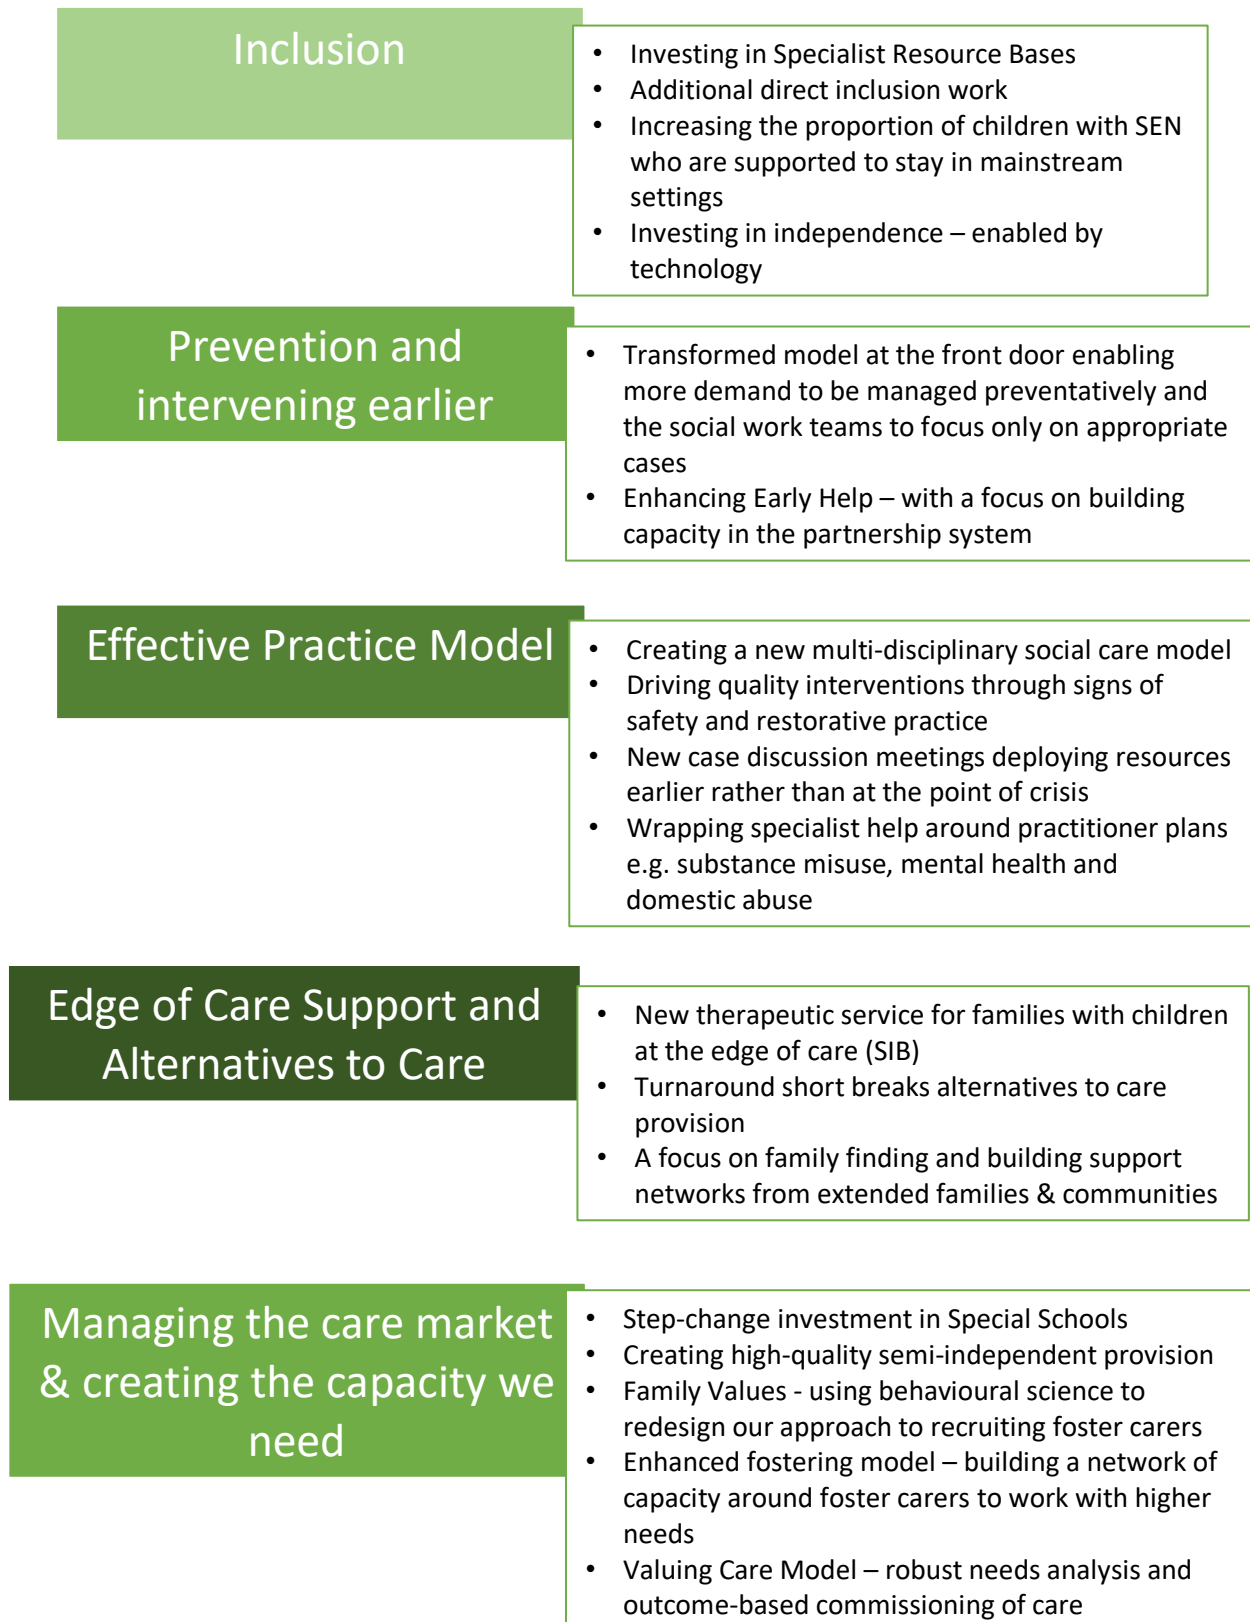 Inclusion
• Investing in Specialist Resource Bases
• Additional direct inclusion work
• Increasing the proportion of children with SEN
who are supported to stay in mainstream
settings
• Investing in independence – enabled by
technology
Prevention and
intervening earlier
• Transformed model at the front door enabling
more demand to be managed preventatively and
the social work teams to focus only on appropriate
cases
• Enhancing Early Help – with a focus on building
capacity in the partnership system
Effective Practice Model
• Creating a new multi-disciplinary social care model
• Driving quality interventions through signs of
safety and restorative practice
• New case discussion meetings deploying resources
earlier rather than at the point of crisis
• Wrapping specialist help around practitioner plans
e.g. substance misuse, mental health and
domestic abuse
Edge of Care Support and
Alternatives to Care
• New therapeutic service for families with children
at the edge of care (SIB)
• Turnaround short breaks alternatives to care
provision
• A focus on family finding and building support
networks from extended families & communities
Managing the care market
& creating the capacity we
need
• Step-change investment in Special Schools
• Creating high-quality semi-independent provision
• Family Values - using behavioural science to
redesign our approach to recruiting foster carers
• Enhanced fostering model – building a network of
capacity around foster carers to work with higher
needs
• Valuing Care Model – robust needs analysis and
outcome-based commissioning of care